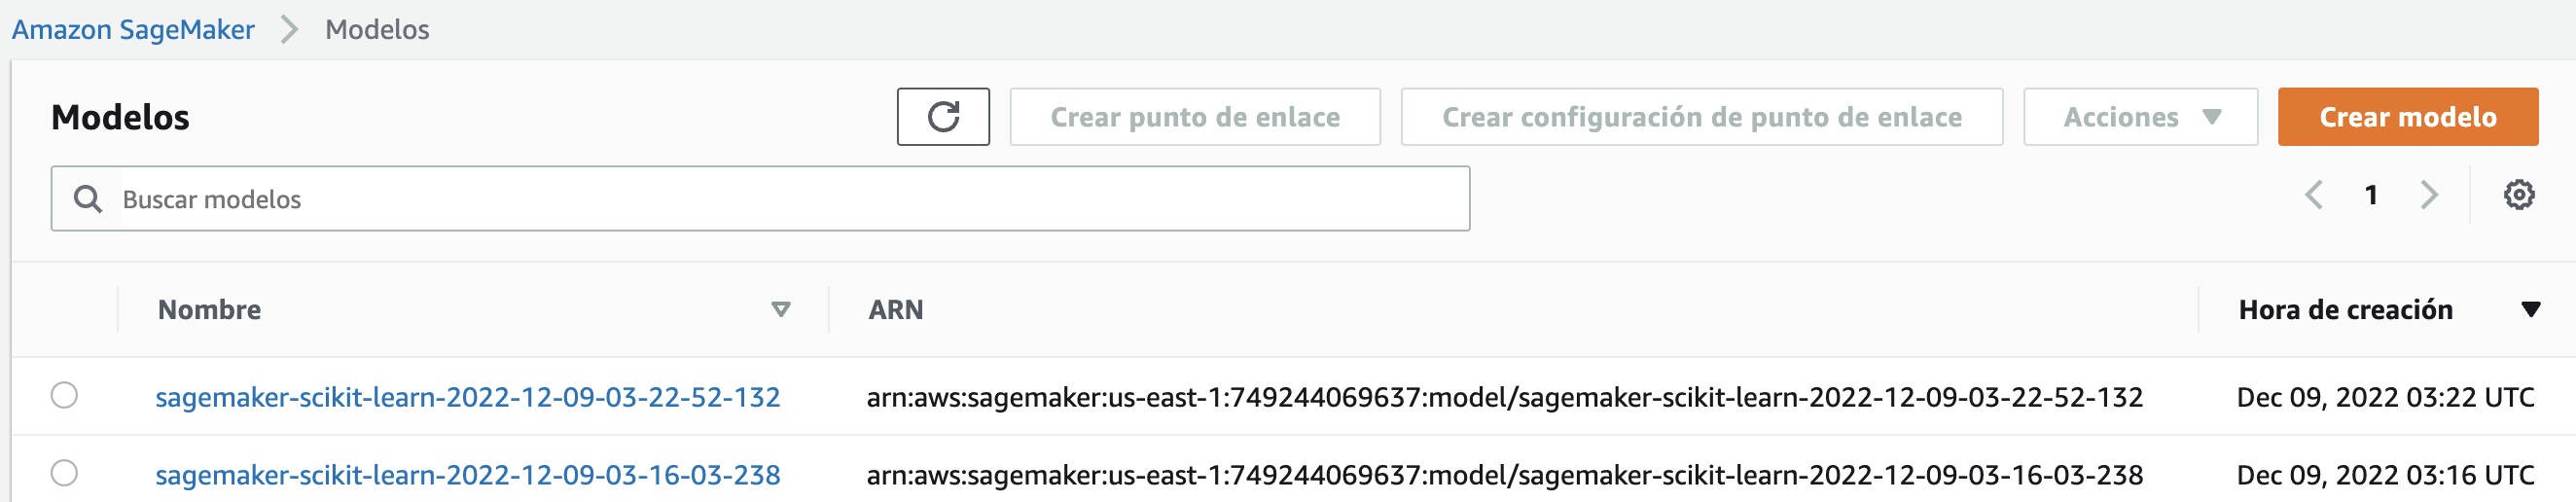 Amazon SageMaker > Modelos
Modelos
Crear punto de enlace
Crear configuración de punto de enlace
Acciones
Crear modelo
Buscar modelos
1
Nombre ARN Hora de creación
sagemaker-scikit-learn-2022-12-09-03-22-52-132 arn:aws:sagemaker:us-east-1:749244069637:model/sagemaker-scikit-learn-2022-12-09-03-22-52-132 Dec 09, 2022 03:22 UTC
sagemaker-scikit-learn-2022-12-09-03-16-03-238 arn:aws:sagemaker:us-east-1:749244069637:model/sagemaker-scikit-learn-2022-12-09-03-16-03-238 Dec 09, 2022 03:16 UTC